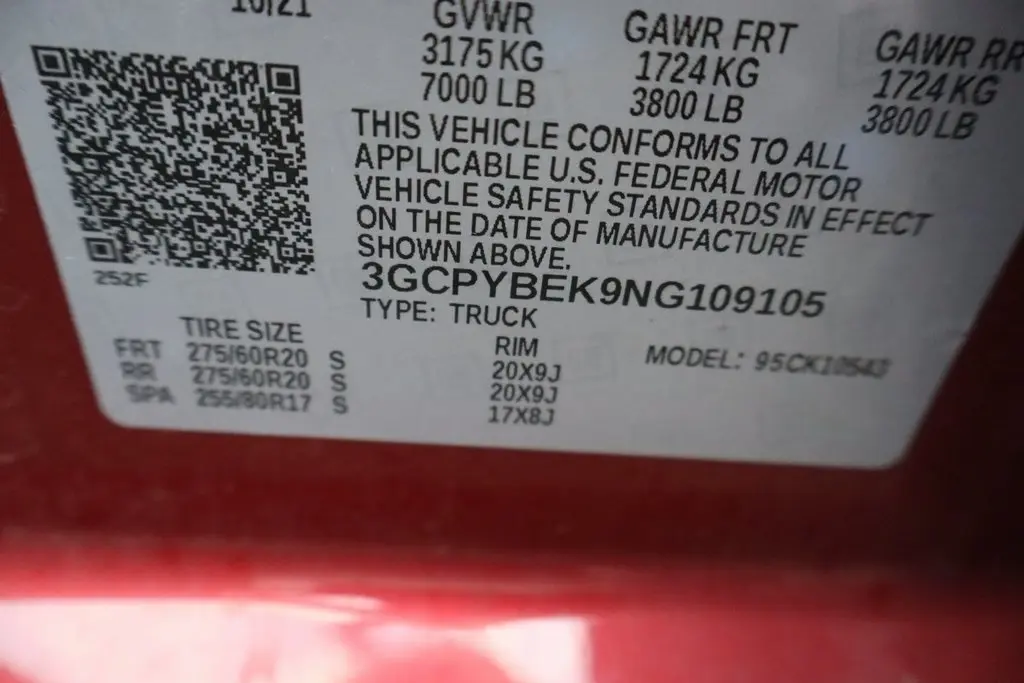 10/21 GVWR GAWR FRT GAWR RR
3175 KG 1724 KG 1724 KG
7000 LB 3800 LB 3800 LB
THIS VEHICLE CONFORMS TO ALL
APPLICABLE U.S. FEDERAL MOTOR
VEHICLE SAFETY STANDARDS IN EFFECT
ON THE DATE OF MANUFACTURE
SHOWN ABOVE.
252F
3GCPYBEK9NG109105
TYPE: TRUCK
TIRE SIZE RIM MODEL: 95CK10543
FRT 275/60R20 S 20X9J
RR 275/60R20 S 20X9J
SPA 255/80R17 S 17X8J